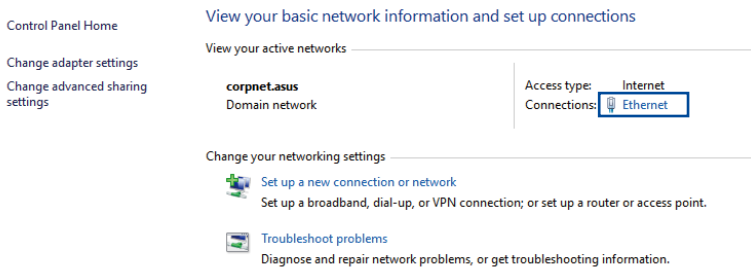 Control Panel Home
Change adapter settings
Change advanced sharing
settings
View your basic network information and set up connections
View your active networks
corpnet.asus
Domain network
Access type: Internet
Connections: Ethernet
Change your networking settings
Set up a new connection or network
Set up a broadband, dial-up, or VPN connection; or set up a router or access point.
Troubleshoot problems
Diagnose and repair network problems, or get troubleshooting information.